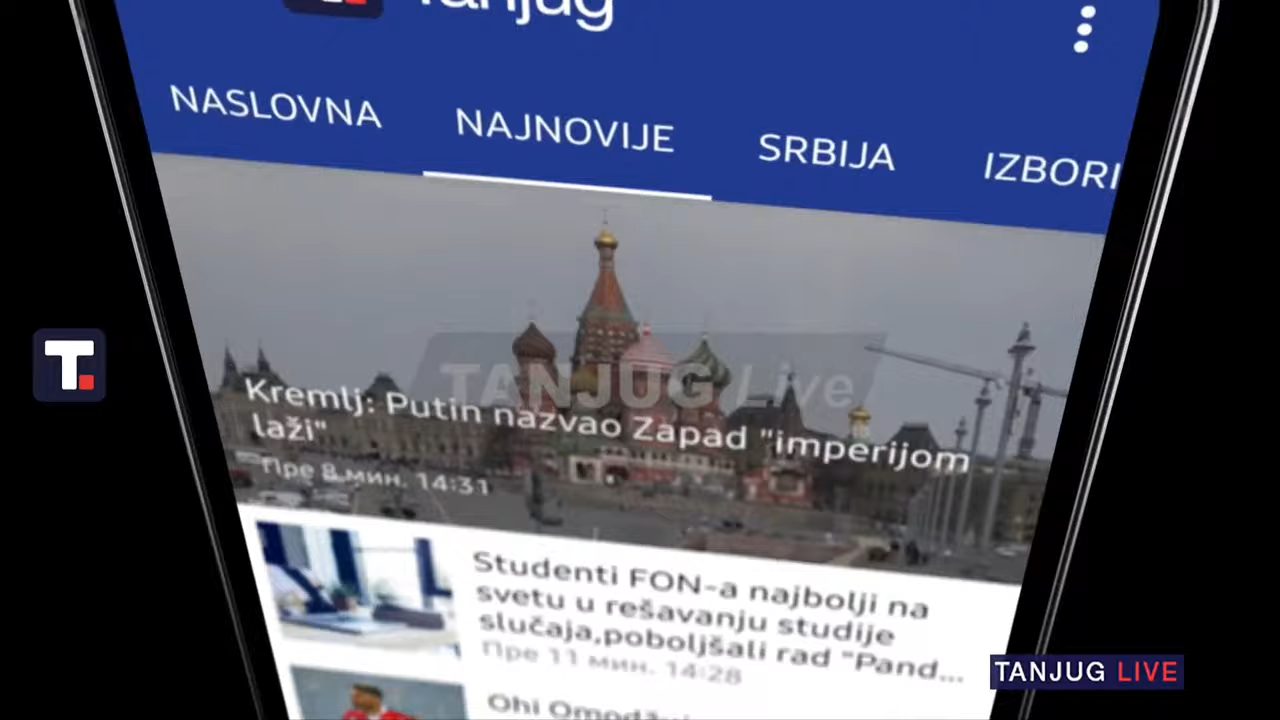 Tanjug
NASLOVNA
NAJNOVIJE
SRBIJA
IZBORI
TANJUG Live
Kremlj: Putin nazvao Zapad "imperijom
laži"
Пре 8 мин. 14:31
T.
Studenti FON-a najbolji na
svetu u rešavanju studije
slučaja,poboljšali rad "Pand...
Пре 11 мин. 14:28
Ohi
TANJUG LIVE